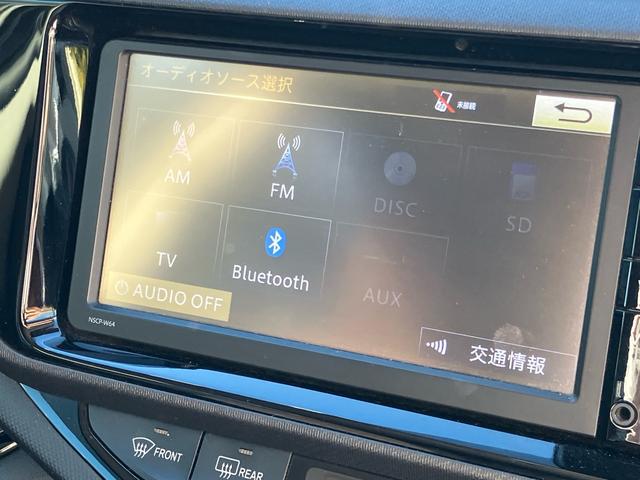 オーディオソース選択
未接続
AM
FM
DISC
SD
TV
Bluetooth
AUX
AUDIO OFF
交通情報
NSCP-W64
FRONT
REAR